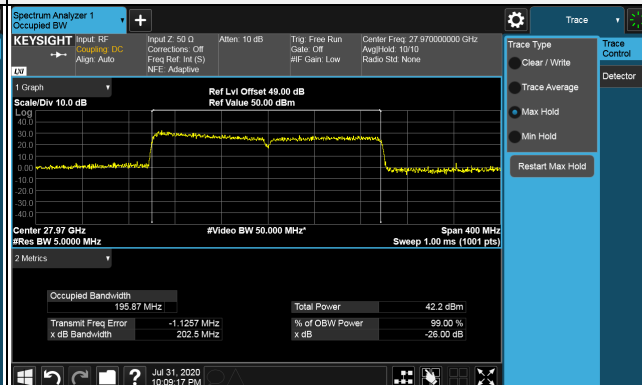 Spectrum Analyzer 1
Occupied BW
Trace
KEYSIGHT
Input: RF
Coupling: DC
Align: Auto
Input Z: 50 Ω
Corrections: Off
Freq Ref: Int (S)
NFE: Adaptive
Atten: 10 dB
Trig: Free Run
Gate: Off
#IF Gain: Low
Center Freq: 27.970000000 GHz
Avg|Hold: 10/10
Radio Std: None
LXI
Trace Type
Clear / Write
Trace Average
Max Hold
Min Hold
Restart Max Hold
Trace
Control
Detector
1 Graph
Scale/Div 10.0 dB
Ref Lvl Offset 49.00 dB
Ref Value 50.00 dBm
Log
40.0
30.0
20.0
10.0
0.00
-10.0
-20.0
-30.0
-40.0
Center 27.97 GHz
#Res BW 5.0000 MHz
#Video BW 50.000 MHz*
Span 400 MHz
Sweep 1.00 ms (1001 pts)
2 Metrics
Occupied Bandwidth
195.87 MHz
Total Power 42.2 dBm
Transmit Freq Error -1.1257 MHz
% of OBW Power 99.00 %
x dB Bandwidth 202.5 MHz
x dB -26.00 dB
Jul 31, 2020
10:09:17 PM